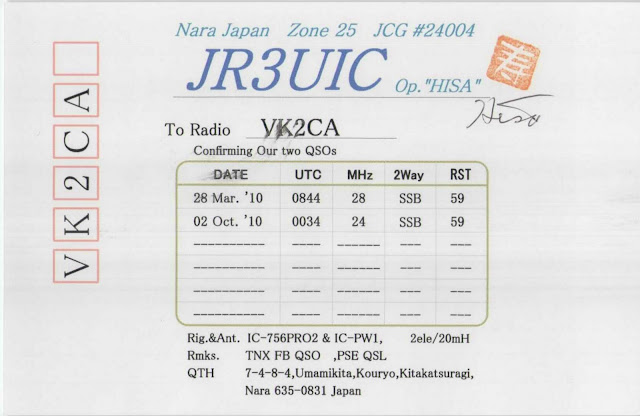 Nara Japan Zone 25 JCG #24004
JR3UIC Op."HISA"
Hisa
To Radio VK2CA
Confirming Our two QSOs
DATE UTC MHz 2Way RST
28 Mar. '10 0844 28 SSB 59
02 Oct. '10 0034 24 SSB 59
---------- ----- ------ --- ----
---------- ----- ------ --- ----
---------- ----- ------ --- ----
---------- ----- ------ --- ----
Rig.&Ant. IC-756PRO2 & IC-PW1, 2ele/20mH
Rmks. TNX FB QSO ,PSE QSL
QTH 7-4-8-4,Umamikita,Kouryo,Kitakatsuragi,
Nara 635-0831 Japan
VK2CA